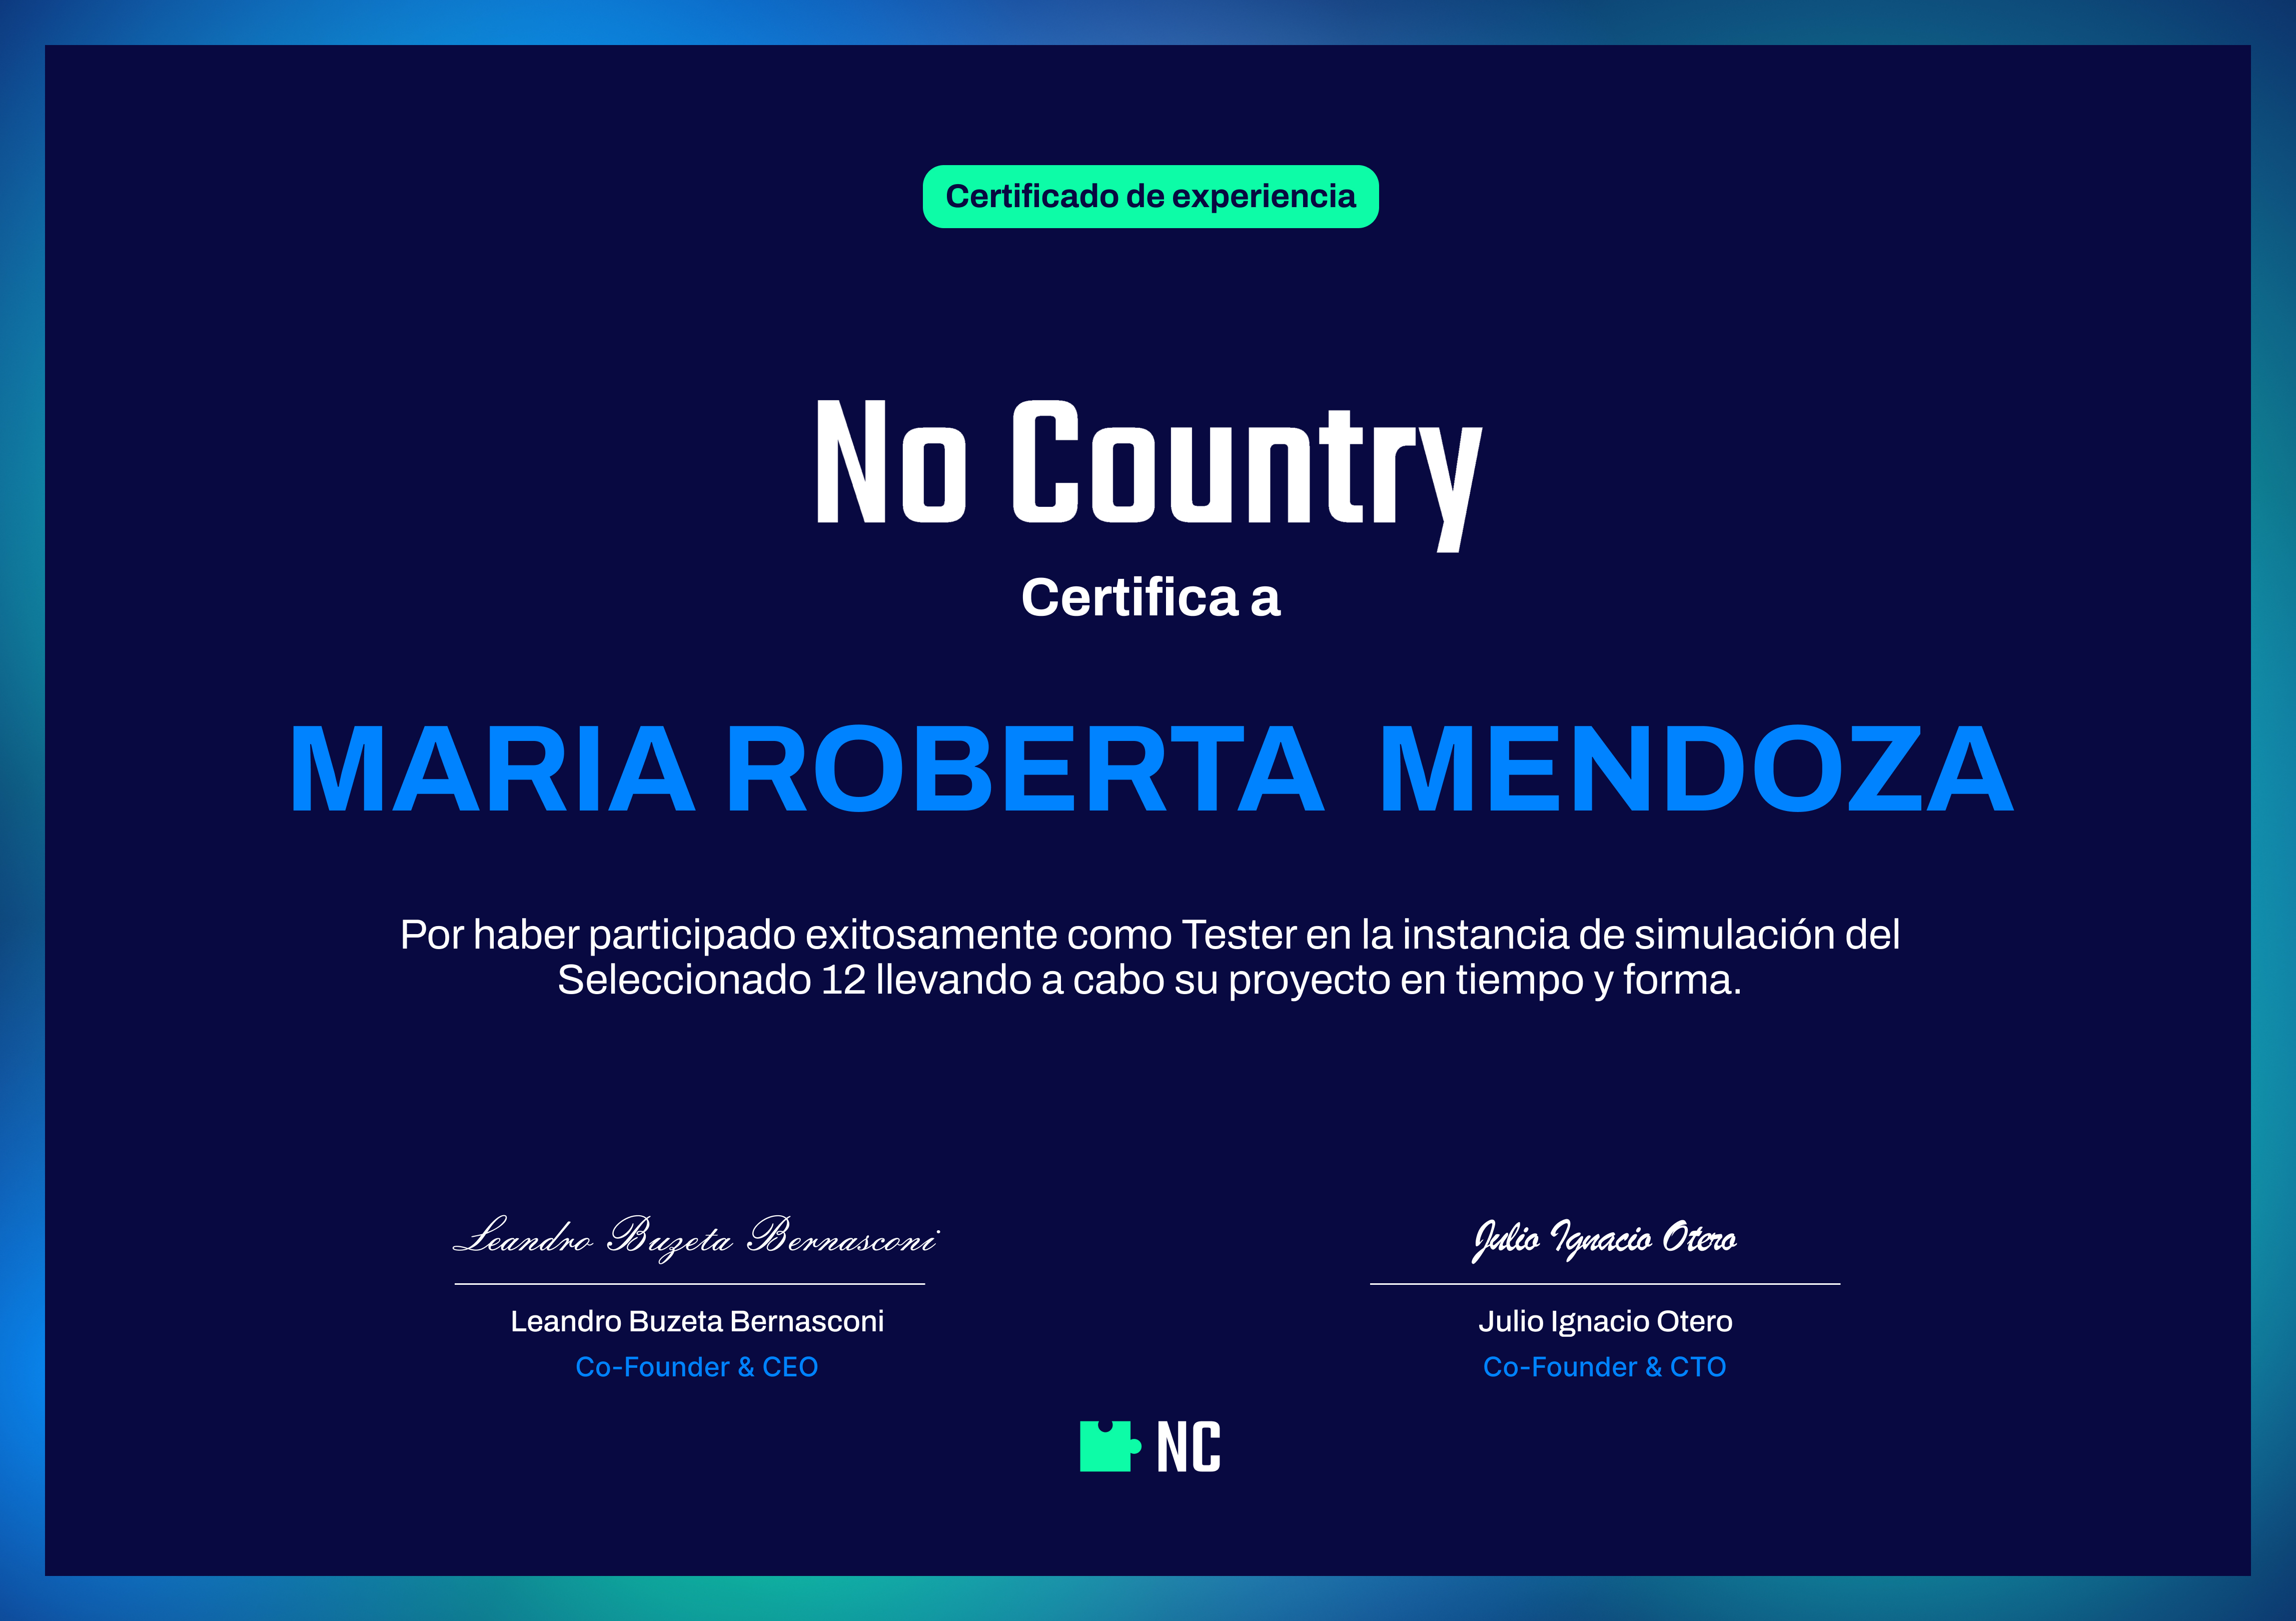 Certificado de experiencia
No Country
Certifica a
MARIA ROBERTA MENDOZA
Por haber participado exitosamente como Tester en la instancia de simulación del
Seleccionado 12 llevando a cabo su proyecto en tiempo y forma.
Leandro Buzeta Bernasconi
Leandro Buzeta Bernasconi
Co-Founder & CEO
Julio Ignacio Otero
Julio Ignacio Otero
Co-Founder & CTO
NC